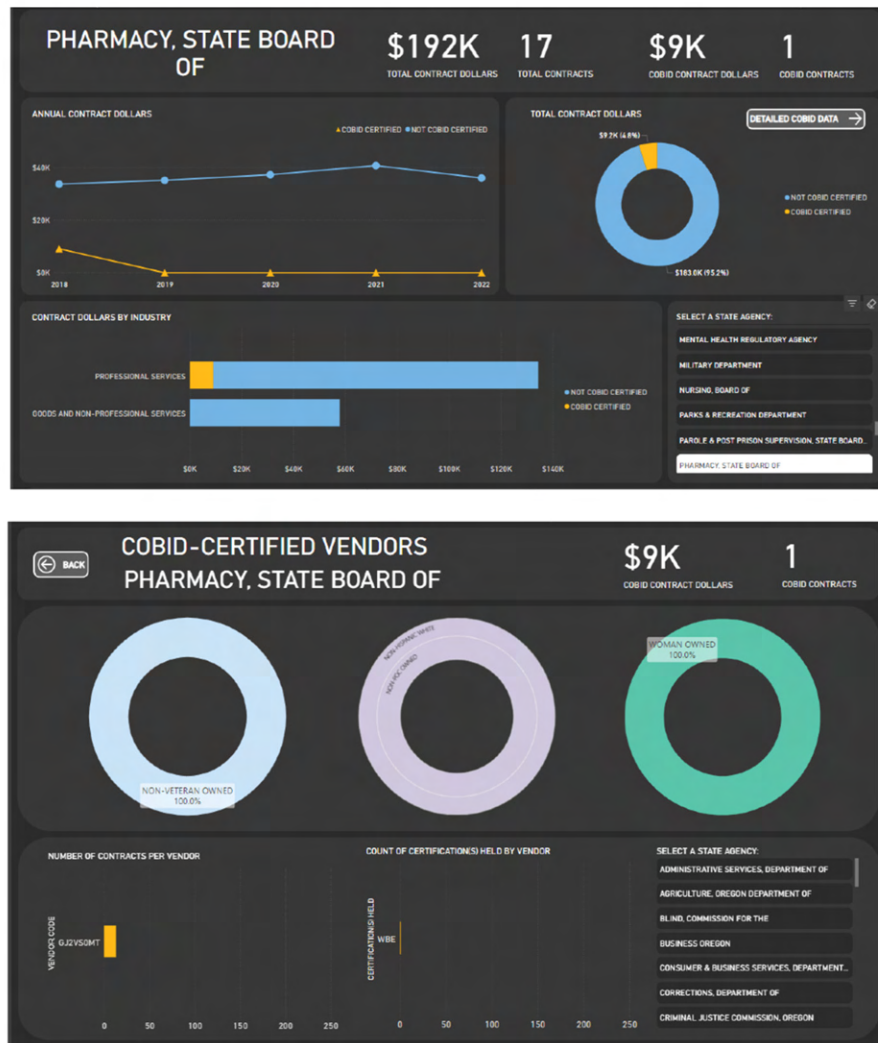 PHARMACY, STATE BOARD
OF
$192K
TOTAL CONTRACT DOLLARS
17
TOTAL CONTRACTS
$9K
COBID CONTRACT DOLLARS
1
COBID CONTRACTS
ANNUAL CONTRACT DOLLARS
COBID CERTIFIED NOT COBID CERTIFIED
$40K
$20K
$0K
2018 2019 2020 2021 2022
TOTAL CONTRACT DOLLARS
DETAILED COBID DATA
$9.2K (4.8%)
NOT COBID CERTIFIED
COBID CERTIFIED
$183.0K (95.2%)
CONTRACT DOLLARS BY INDUSTRY
PROFESSIONAL SERVICES
GOODS AND NON-PROFESSIONAL SERVICES
NOT COBID CERTIFIED
COBID CERTIFIED
$0K $20K $40K $60K $80K $100K $120K $140K
SELECT A STATE AGENCY:
MENTAL HEALTH REGULATORY AGENCY
MILITARY DEPARTMENT
NURSING, BOARD OF
PARKS & RECREATION DEPARTMENT
PAROLE & POST PRISON SUPERVISION, STATE BOARD...
PHARMACY, STATE BOARD OF
BACK
COBID-CERTIFIED VENDORS
PHARMACY, STATE BOARD OF
$9K
COBID CONTRACT DOLLARS
1
COBID CONTRACTS
NON-VETERAN OWNED
100.0%
NON-HISPANIC WHITE
NON-POC OWNED
WOMAN OWNED
100.0%
NUMBER OF CONTRACTS PER VENDOR
VENDOR CODE
GJ2VS0MT
0 50 100 150 200 250
COUNT OF CERTIFICATION(S) HELD BY VENDOR
CERTIFICATION(S) HELD
WBE
0 50 100 150 200 250
SELECT A STATE AGENCY:
ADMINISTRATIVE SERVICES, DEPARTMENT OF
AGRICULTURE, OREGON DEPARTMENT OF
BLIND, COMMISSION FOR THE
BUSINESS OREGON
CONSUMER & BUSINESS SERVICES, DEPARTMENT...
CORRECTIONS, DEPARTMENT OF
CRIMINAL JUSTICE COMMISSION, OREGON